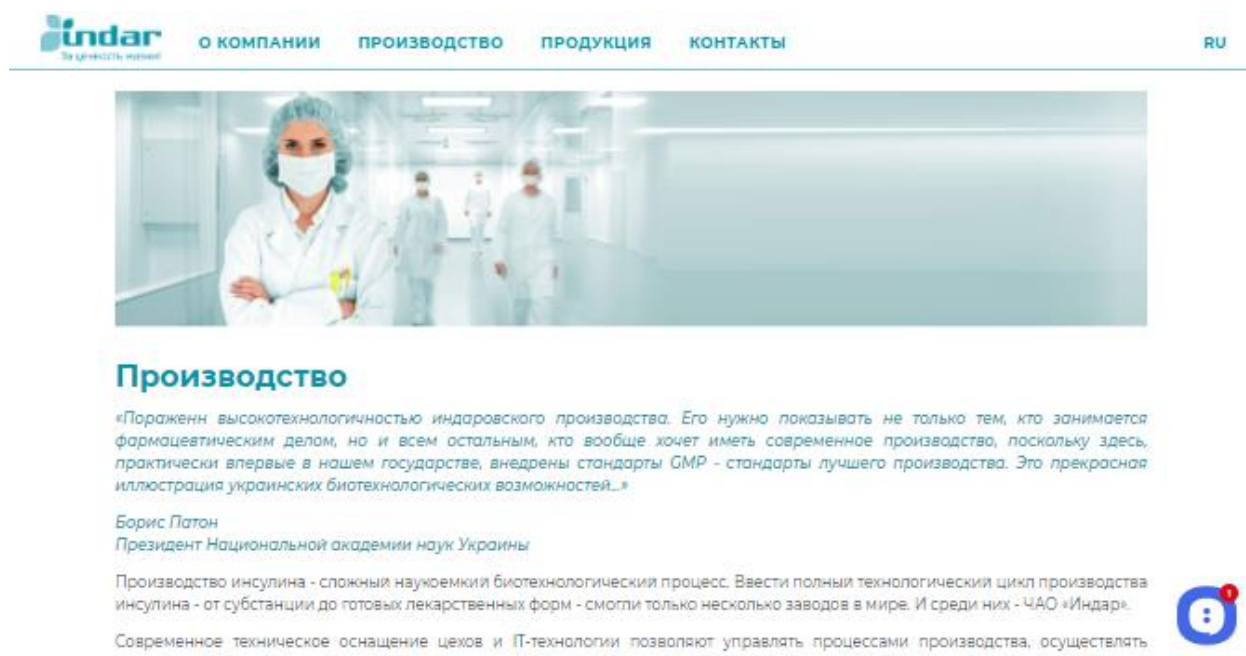 indar
За ценность жизни!
О КОМПАНИИ ПРОИЗВОДСТВО ПРОДУКЦИЯ КОНТАКТЫ RU
Производство
«Пораженн высокотехнологичностью индаровского производства. Его нужно показывать не только тем, кто занимается
фармацевтическим делом, но и всем остальным, кто вообще хочет иметь современное производство, поскольку здесь,
практически впервые в нашем государстве, внедрены стандарты GMP - стандарты лучшего производства. Это прекрасная
иллюстрация украинских биотехнологических возможностей...»
Борис Патон
Президент Национальной академии наук Украины
Производство инсулина - сложный наукоемкий биотехнологический процесс. Ввести полный технологический цикл производства
инсулина - от субстанции до готовых лекарственных форм - смогли только несколько заводов в мире. И среди них - ЧАО «Индар».
Современное техническое оснащение цехов и IT-технологии позволяют управлять процессами производства, осуществлять
1